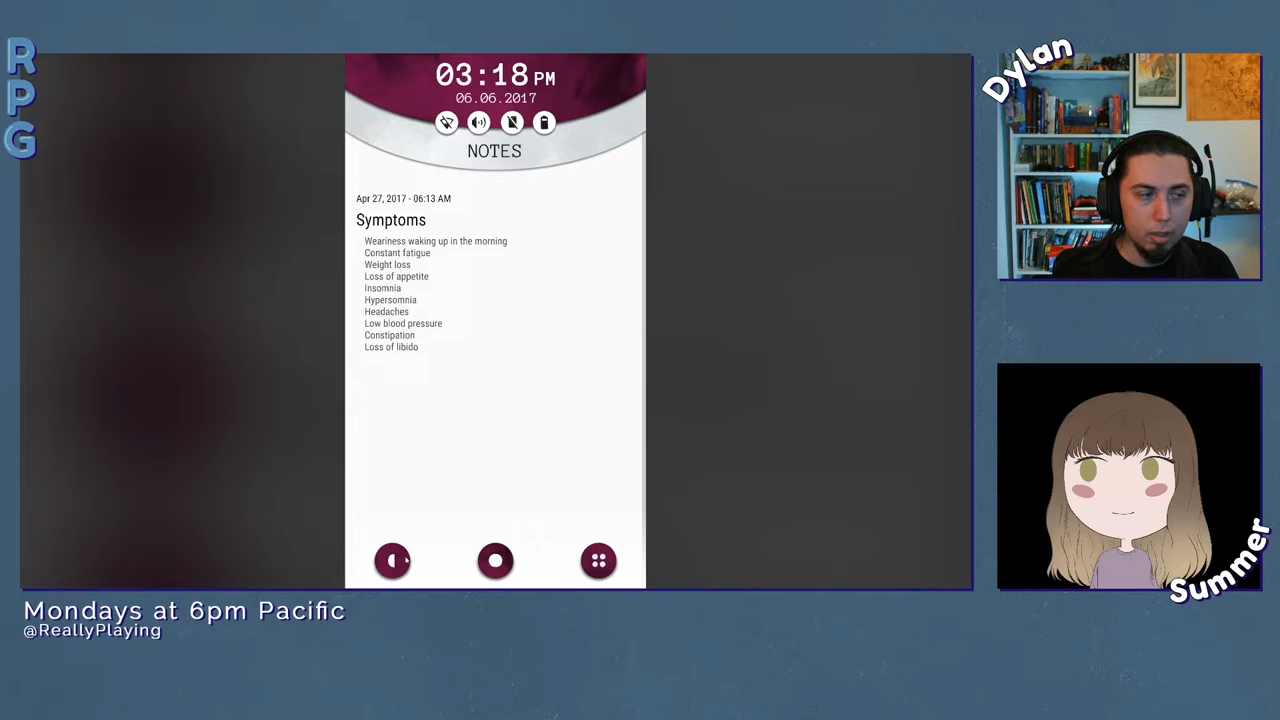 RPG
03:18 PM
06.06.2017
NOTES
Apr 27, 2017 - 06:13 AM
Symptoms
Weariness waking up in the morning
Constant fatigue
Weight loss
Loss of appetite
Insomnia
Hypersomnia
Headaches
Low blood pressure
Constipation
Loss of libido
Dylan
Summer
Mondays at 6pm Pacific
@ReallyPlaying